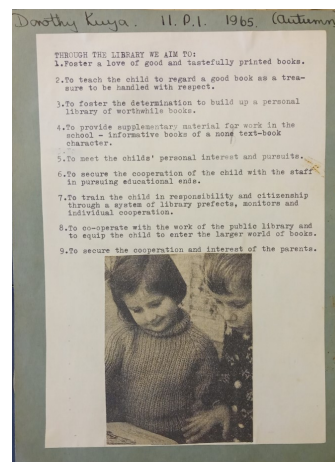 Dorothy Kuya. 11. P.1. 1965. (Autumn
THROUGH THE LIBRARY WE AIM TO:
1.Foster a love of good and tastefully printed books.
2.To teach the child to regard a good book as a trea-
sure to be handled with respect.
3.To foster the determination to build up a personal
library of worthwhile books.
4.To provide supplementary material for work in the
school - informative books of a none text-book
character.
5.To meet the childs' personal interest and pursuits.
6.To secure the cooperation of the child with the staff
in pursuing educational ends.
7.To train the child in responsibility and citizenship
through a system of library prefects, monitors and
individual cooperation.
8.To co-operate with the work of the public library and
to equip the child to enter the larger world of books.
9.To secure the cooperation and interest of the parents.